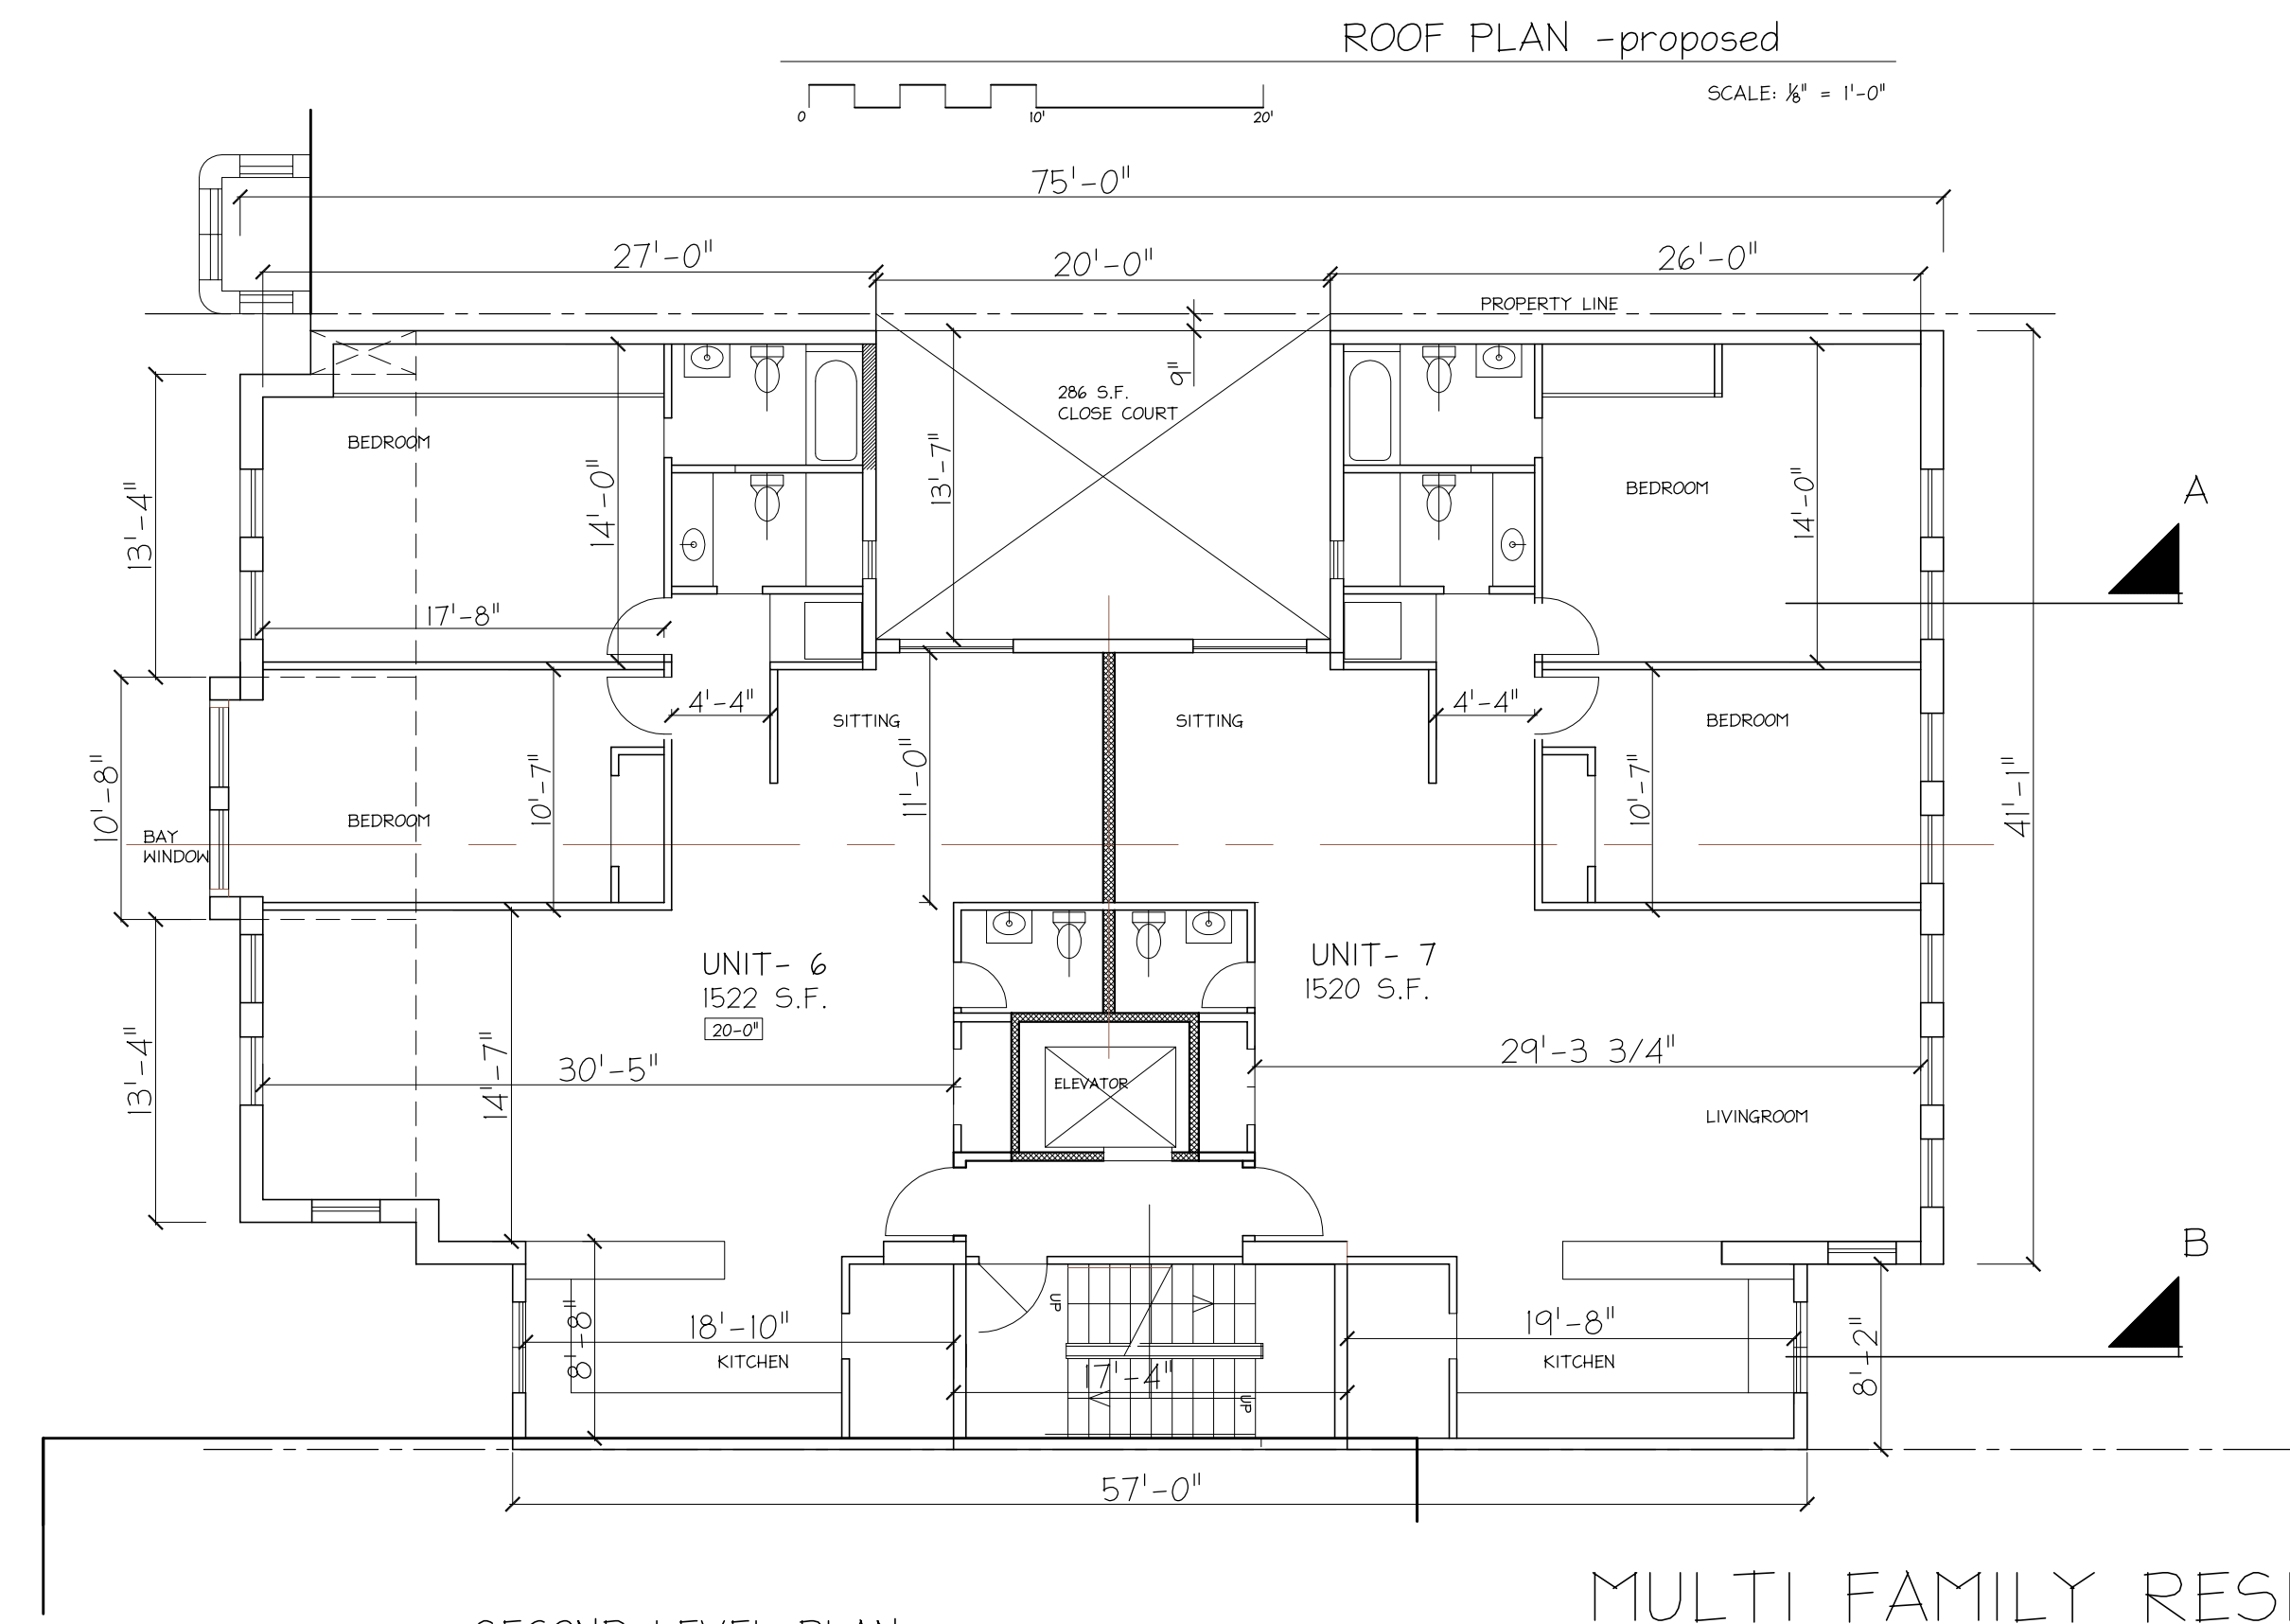 ROOF PLAN -proposed
SCALE: ⅛" = 1'-0"
0 10' 20'
75'-0"
27'-0" 20'-0" 26'-0"
PROPERTY LINE
9"
286 S.F.
CLOSE COURT
13'-7"
BEDROOM
14'-0"
13'-4"
17'-8"
BEDROOM
14'-0"
A
4'-4"
SITTING
SITTING
4'-4"
BEDROOM
10'-8"
BAY
WINDOW
BEDROOM
10'-7"
11'-0"
10'-7"
41'-1"
UNIT- 6
1522 S.F.
20-0"
UNIT- 7
1520 S.F.
13'-4"
14'-7"
30'-5"
ELEVATOR
29'-3 3/4"
LIVINGROOM
B
8'-8"
18'-10"
KITCHEN
UP
17'-4"
UP
19'-8"
KITCHEN
8'-2"
57'-0"
MULTI FAMILY RES
SECOND LEVEL PLAN